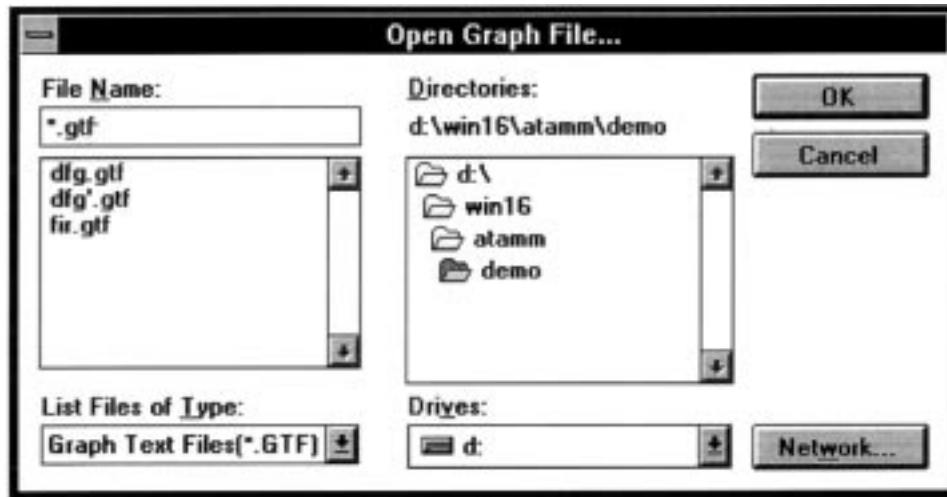 Open Graph File...
File Name:
*.gtf
dfg.gtf
dfg'.gtf
fir.gtf
List Files of Type:
Graph Text Files(*.GTF)
Directories:
d:\win16\atamm\demo
d:\
win16
atamm
demo
Drives:
d:
OK
Cancel
Network...